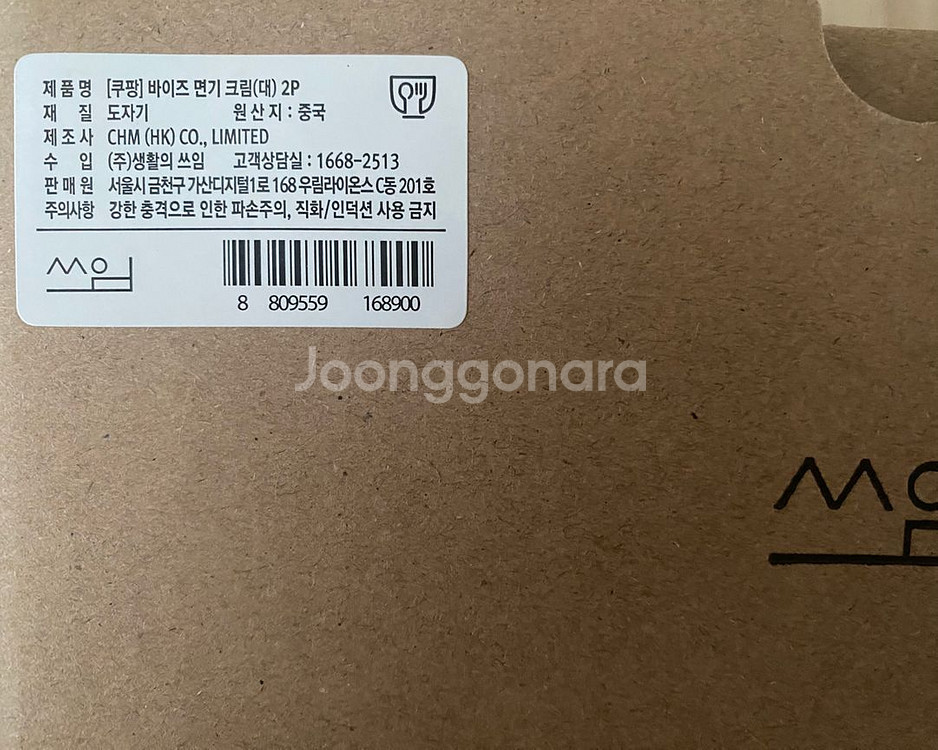 제품명 [쿠팡] 바이즈 면기 크림(대) 2P
재 질 도자기 원산지 : 중국
제조사 CHM (HK) CO., LIMITED
수 입 (주)생활의 쓰임 고객상담실 : 1668-2513
판매원 서울시 금천구 가산디지털1로 168 우림라이온스 C동 201호
주의사항 강한 충격으로 인한 파손주의, 직화/인덕션 사용 금지
쓰임
8 809559 168900
Joonggonara
쓰임